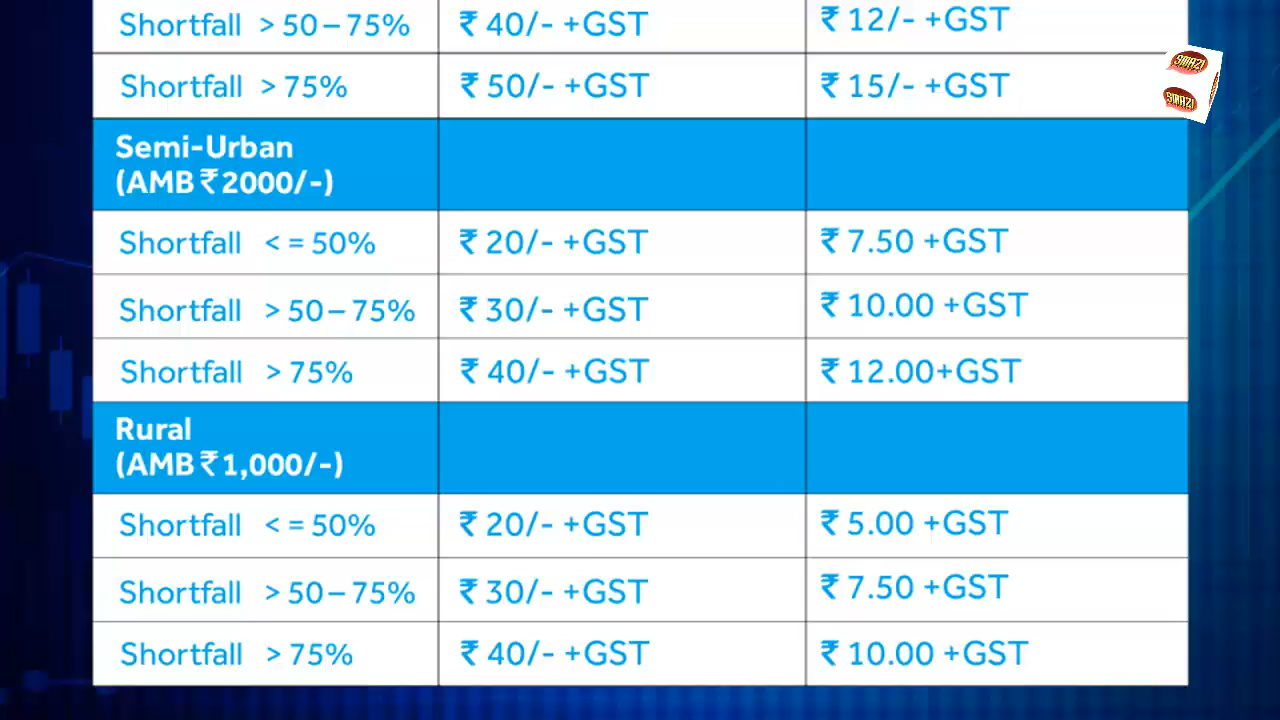 Shortfall > 50–75% ₹ 40/- +GST ₹ 12/- +GST
Shortfall > 75% ₹ 50/- +GST ₹ 15/- +GST
SMAZI
SMAZI
Semi-Urban
(AMB ₹ 2000/-)
Shortfall < = 50% ₹ 20/- +GST ₹ 7.50 +GST
Shortfall > 50–75% ₹ 30/- +GST ₹ 10.00 +GST
Shortfall > 75% ₹ 40/- +GST ₹ 12.00+GST
Rural
(AMB ₹ 1,000/-)
Shortfall < = 50% ₹ 20/- +GST ₹ 5.00 +GST
Shortfall > 50–75% ₹ 30/- +GST ₹ 7.50 +GST
Shortfall > 75% ₹ 40/- +GST ₹ 10.00 +GST